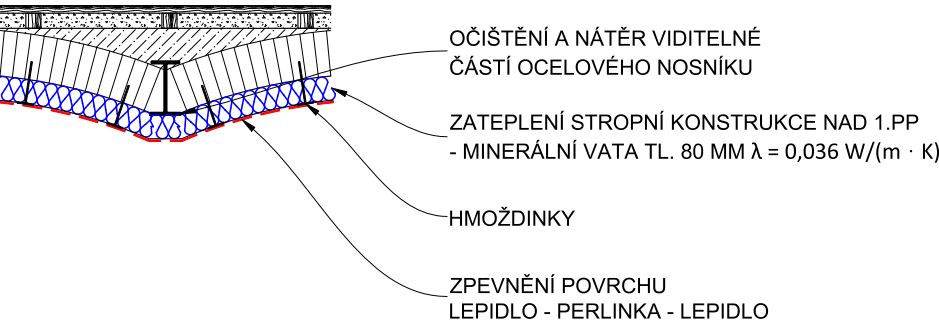 OČIŠTĚNÍ A NÁTĚR VIDITELNÉ
ČÁSTÍ OCELOVÉHO NOSNÍKU
ZATEPLENÍ STROPNÍ KONSTRUKCE NAD 1.PP
- MINERÁLNÍ VATA TL. 80 MM λ = 0,036 W/(m · K)
HMOŽDINKY
ZPEVNĚNÍ POVRCHU
LEPIDLO - PERLINKA - LEPIDLO